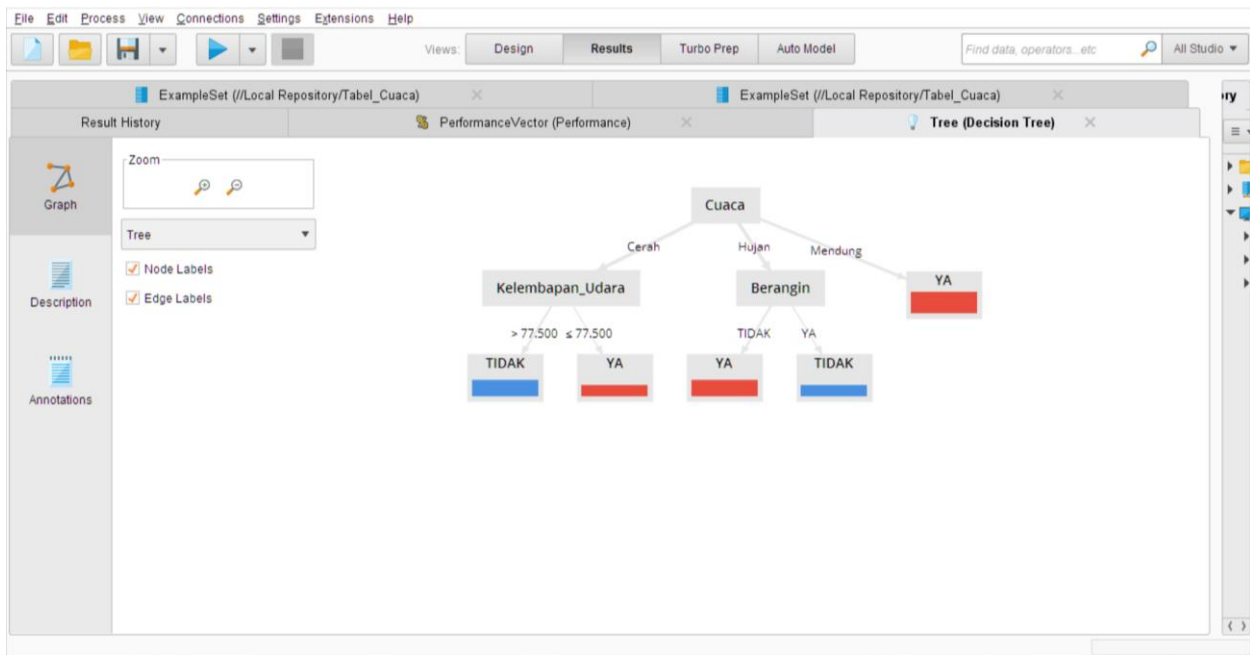 File Edit Process View Connections Settings Extensions Help
Views: Design Results Turbo Prep Auto Model Find data, operators...etc All Studio
ExampleSet (//Local Repository/Tabel_Cuaca) ExampleSet (//Local Repository/Tabel_Cuaca) ory
Result History PerformanceVector (Performance) Tree (Decision Tree)
Graph
Description
Annotations
Zoom
Tree
Node Labels
Edge Labels
Cuaca
Cerah Hujan Mendung
Kelembapan_Udara Berangin YA
> 77.500 ≤ 77.500 TIDAK YA
TIDAK YA YA TIDAK